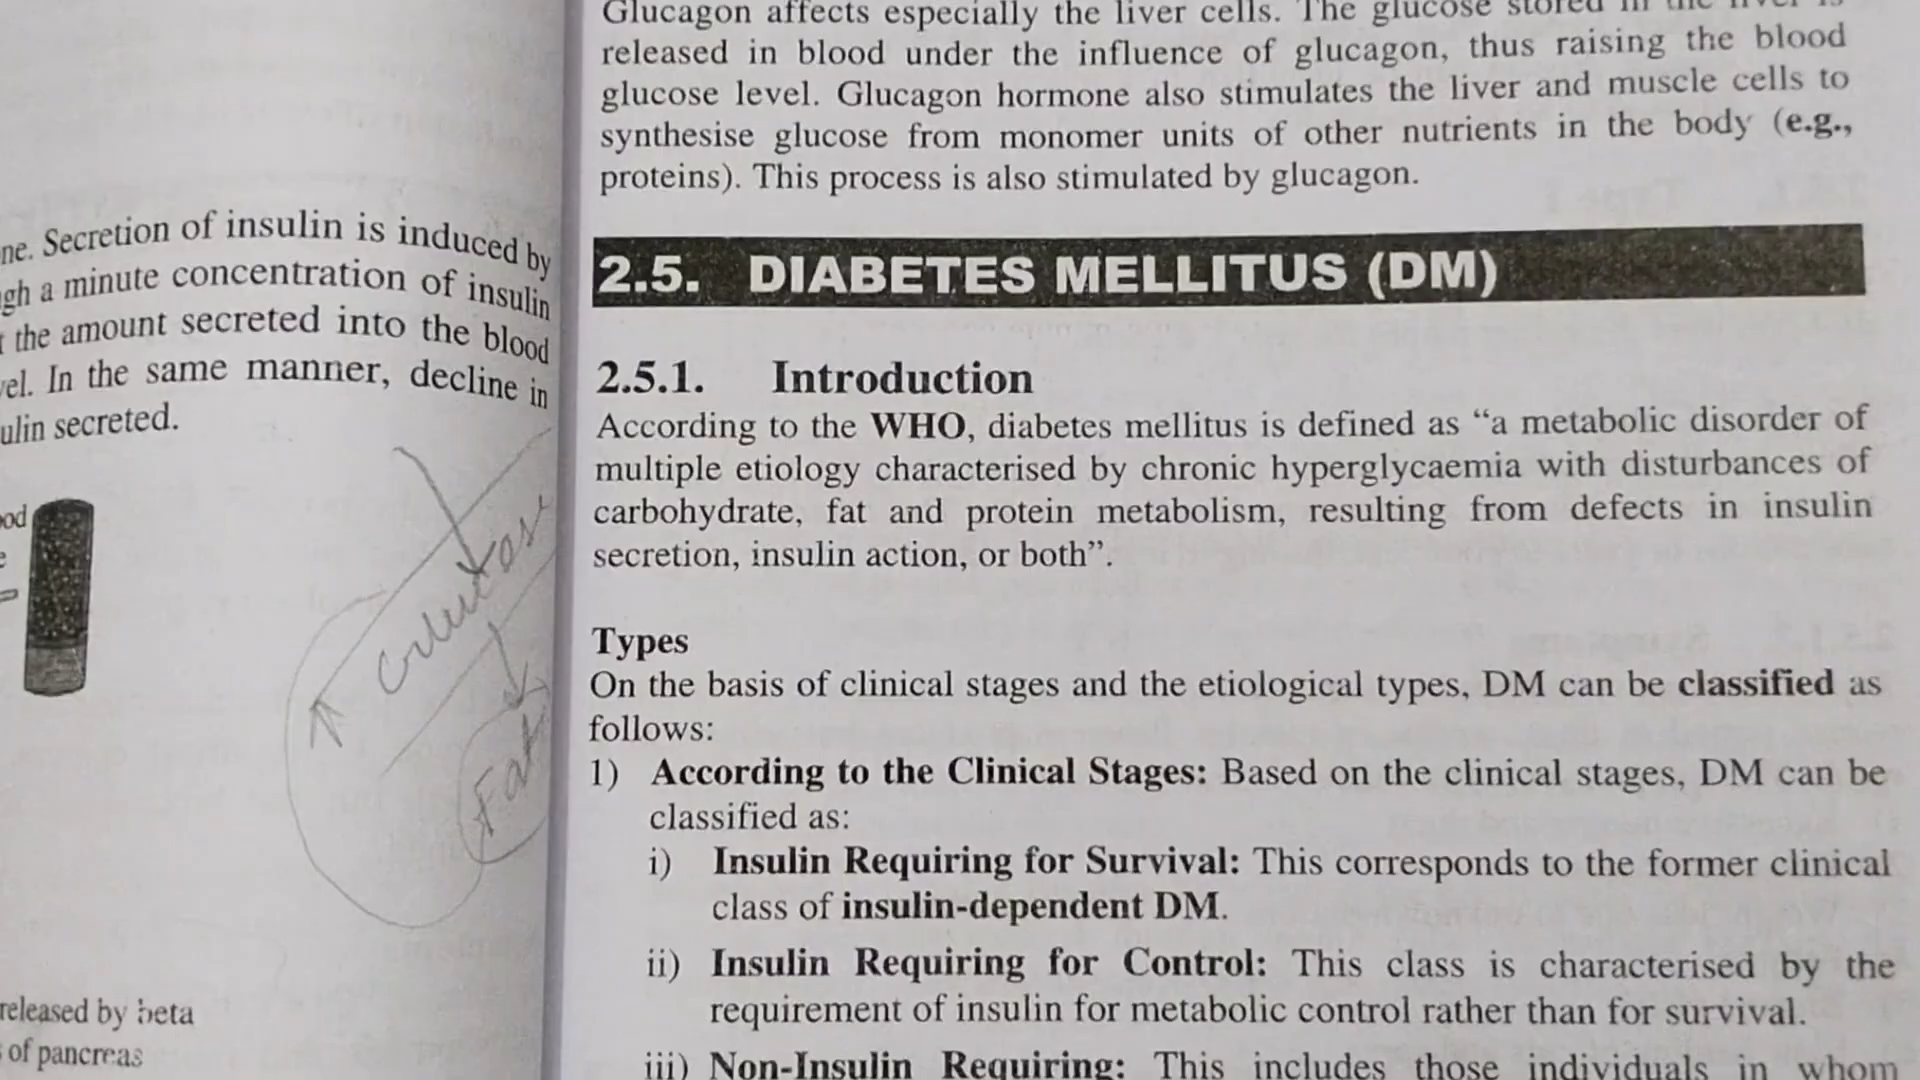 ne. Secretion of insulin is induced by
gh a minute concentration of insulin
the amount secreted into the blood
vel. In the same manner, decline in
ulin secreted.
od
e
Fat
released by beta
of pancreas
Glucagon affects especially the liver cells. The glucose stored in the liver is
released in blood under the influence of glucagon, thus raising the blood
glucose level. Glucagon hormone also stimulates the liver and muscle cells to
synthesise glucose from monomer units of other nutrients in the body (e.g.,
proteins). This process is also stimulated by glucagon.
2.5. DIABETES MELLITUS (DM)
2.5.1. Introduction
According to the WHO, diabetes mellitus is defined as “a metabolic disorder of
multiple etiology characterised by chronic hyperglycaemia with disturbances of
carbohydrate, fat and protein metabolism, resulting from defects in insulin
secretion, insulin action, or both”.
Types
On the basis of clinical stages and the etiological types, DM can be classified as
follows:
1) According to the Clinical Stages: Based on the clinical stages, DM can be
classified as:
i) Insulin Requiring for Survival: This corresponds to the former clinical
class of insulin-dependent DM.
ii) Insulin Requiring for Control: This class is characterised by the
requirement of insulin for metabolic control rather than for survival.
iii) Non-Insulin Requiring: This includes those individuals in whom